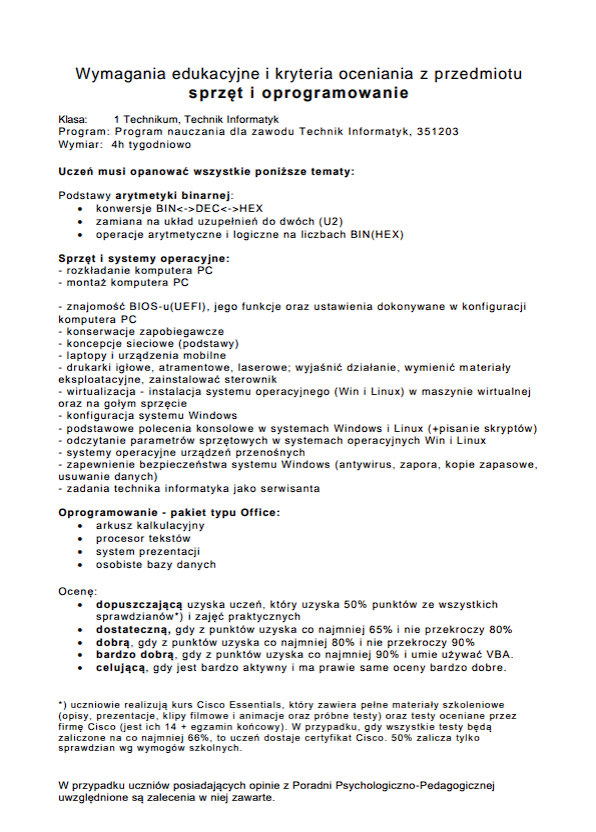 Wymagania edukacyjne i kryteria oceniania z przedmiotu
sprzęt i oprogramowanie
Klasa: 1 Technikum, Technik Informatyk
Program: Program nauczania dla zawodu Technik Informatyk, 351203
Wymiar: 4h tygodniowo
Uczeń musi opanować wszystkie poniższe tematy:
Podstawy arytmetyki binarnej:
• konwersje BIN<->DEC<->HEX
• zamiana na układ uzupełnień do dwóch (U2)
• operacje arytmetyczne i logiczne na liczbach BIN(HEX)
Sprzęt i systemy operacyjne:
- rozkładanie komputera PC
- montaż komputera PC
- znajomość BIOS-u(UEFI), jego funkcje oraz ustawienia dokonywane w konfiguracji
komputera PC
- konserwacje zapobiegawcze
- koncepcje sieciowe (podstawy)
- laptopy i urządzenia mobilne
- drukarki igłowe, atramentowe, laserowe; wyjaśnić działanie, wymienić materiały
eksploatacyjne, zainstalować sterownik
- wirtualizacja - instalacja systemu operacyjnego (Win i Linux) w maszynie wirtualnej
oraz na gołym sprzęcie
- konfiguracja systemu Windows
- podstawowe polecenia konsolowe w systemach Windows i Linux (+pisanie skryptów)
- odczytanie parametrów sprzętowych w systemach operacyjnych Win i Linux
- systemy operacyjne urządzeń przenośnych
- zapewnienie bezpieczeństwa systemu Windows (antywirus, zapora, kopie zapasowe,
usuwanie danych)
- zadania technika informatyka jako serwisanta
Oprogramowanie - pakiet typu Office:
• arkusz kalkulacyjny
• procesor tekstów
• system prezentacji
• osobiste bazy danych
Ocenę:
• dopuszczającą uzyska uczeń, który uzyska 50% punktów ze wszystkich
sprawdzianów*) i zajęć praktycznych
• dostateczną, gdy z punktów uzyska co najmniej 65% i nie przekroczy 80%
• dobrą, gdy z punktów uzyska co najmniej 80% i nie przekroczy 90%
• bardzo dobrą, gdy z punktów uzyska co najmniej 90% i umie używać VBA.
• celującą, gdy jest bardzo aktywny i ma prawie same oceny bardzo dobre.
*) uczniowie realizują kurs Cisco Essentials, który zawiera pełne materiały szkoleniowe
(opisy, prezentacje, klipy filmowe i animacje oraz próbne testy) oraz testy oceniane przez
firmę Cisco (jest ich 14 + egzamin końcowy). W przypadku, gdy wszystkie testy będą
zaliczone na co najmniej 66%, to uczeń dostaje certyfikat Cisco. 50% zalicza tylko
sprawdzian wg wymogów szkolnych.
W przypadku uczniów posiadających opinie z Poradni Psychologiczno-Pedagogicznej
uwzględnione są zalecenia w niej zawarte.